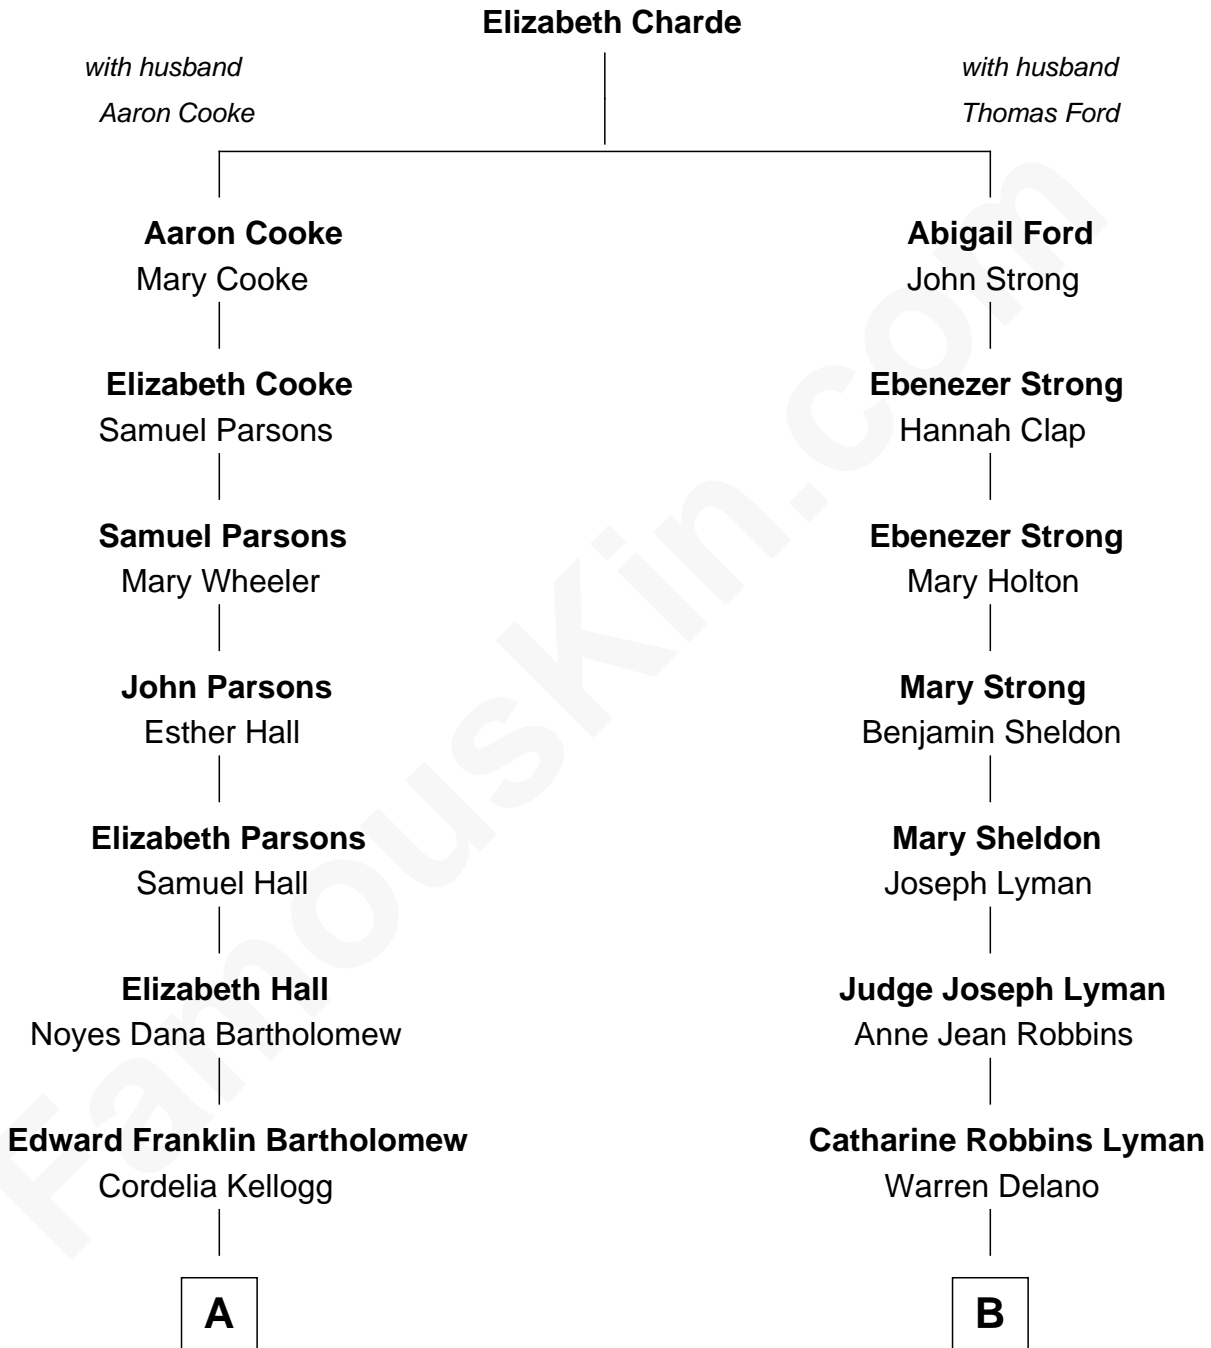 Elizabeth Charde
with husband
Aaron Cooke
with husband
Thomas Ford
Aaron Cooke
Mary Cooke
Abigail Ford
John Strong
Elizabeth Cooke
Samuel Parsons
Ebenezer Strong
Hannah Clap
Samuel Parsons
Mary Wheeler
Ebenezer Strong
Mary Holton
John Parsons
Esther Hall
Mary Strong
Benjamin Sheldon
Elizabeth Parsons
Samuel Hall
Mary Sheldon
Joseph Lyman
Elizabeth Hall
Noyes Dana Bartholomew
Judge Joseph Lyman
Anne Jean Robbins
Edward Franklin Bartholomew
Cordelia Kellogg
Catharine Robbins Lyman
Warren Delano
A
B
FamousKin.com